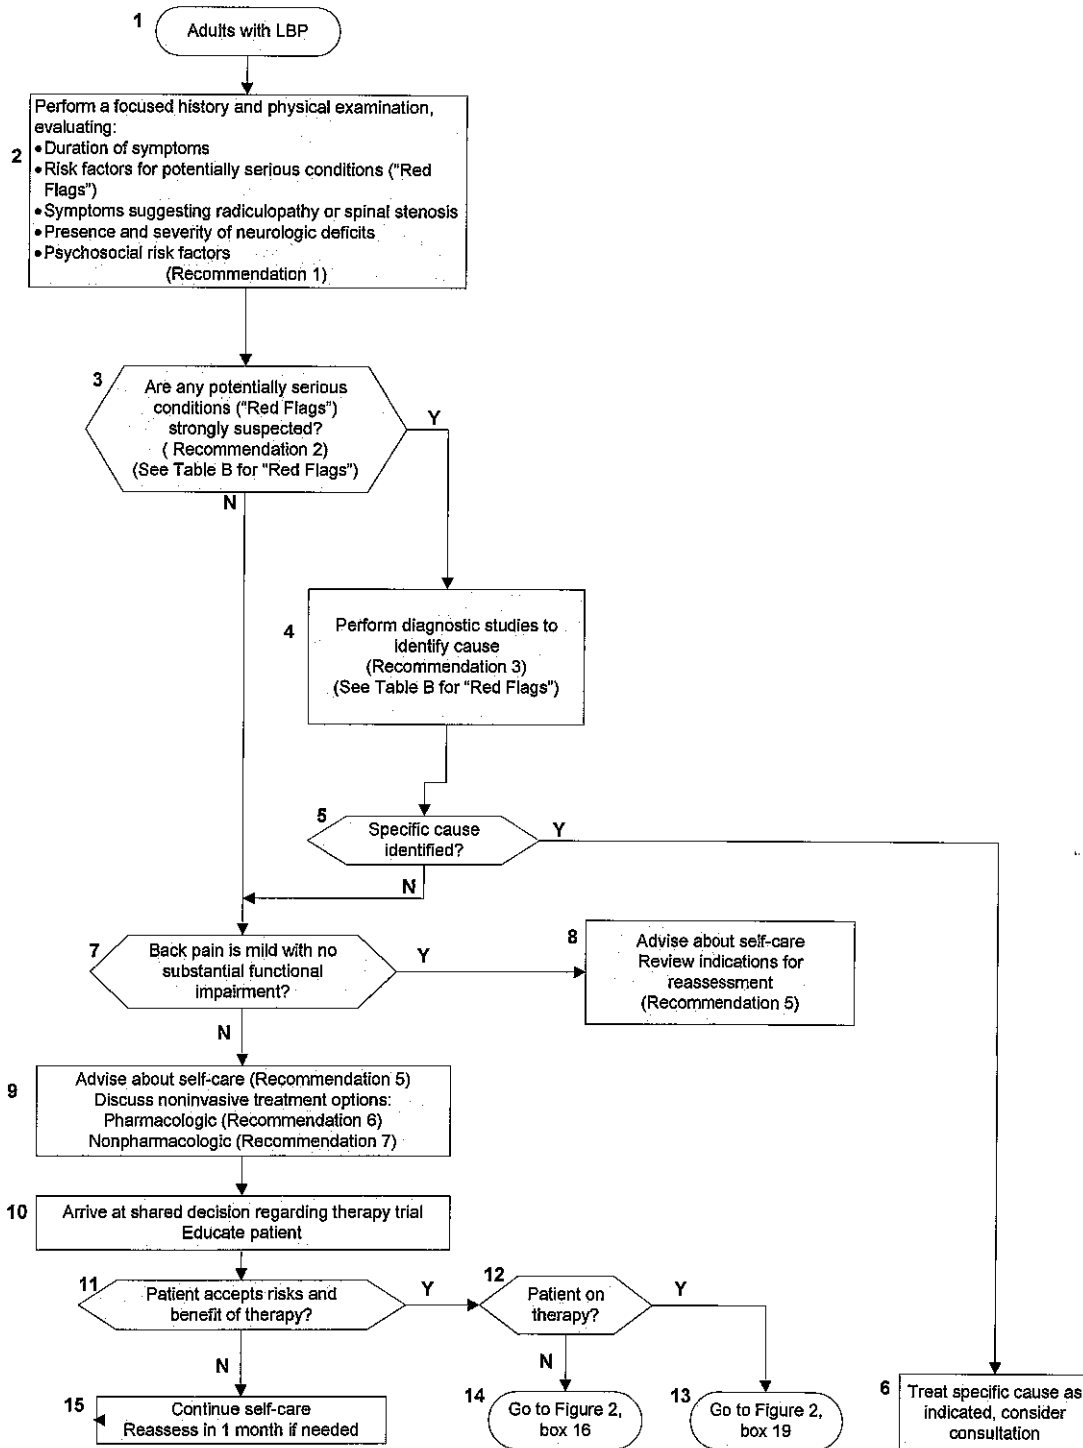 1
Adults with LBP
2
Perform a focused history and physical examination,
evaluating:
•Duration of symptoms
•Risk factors for potentially serious conditions ("Red
Flags")
•Symptoms suggesting radiculopathy or spinal stenosis
•Presence and severity of neurologic deficits
•Psychosocial risk factors
(Recommendation 1)
3
Are any potentially serious
conditions ("Red Flags")
strongly suspected?
( Recommendation 2)
(See Table B for "Red Flags")
Y
N
4
Perform diagnostic studies to
identify cause
(Recommendation 3)
(See Table B for "Red Flags")
5
Specific cause
identified?
Y
N
7
Back pain is mild with no
substantial functional
impairment?
Y
N
8
Advise about self-care
Review indications for
reassessment
(Recommendation 5)
9
Advise about self-care (Recommendation 5)
Discuss noninvasive treatment options:
Pharmacologic (Recommendation 6)
Nonpharmacologic (Recommendation 7)
10
Arrive at shared decision regarding therapy trial
Educate patient
11
Patient accepts risks and
benefit of therapy?
Y
N
12
Patient on
therapy?
Y
N
15
Continue self-care
Reassess in 1 month if needed
14
Go to Figure 2,
box 16
13
Go to Figure 2,
box 19
6
Treat specific cause as
indicated, consider
consultation